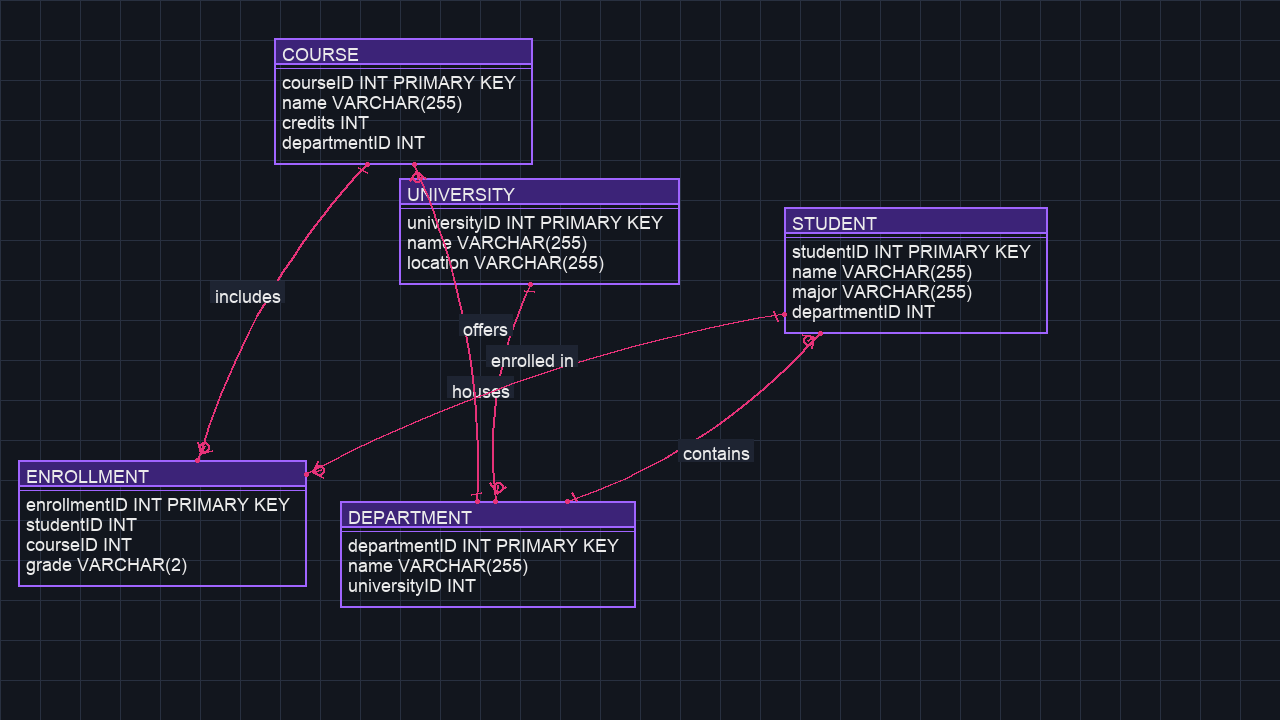 COURSE
courseID INT PRIMARY KEY
name VARCHAR(255)
credits INT
departmentID INT
UNIVERSITY
universityID INT PRIMARY KEY
name VARCHAR(255)
location VARCHAR(255)
STUDENT
studentID INT PRIMARY KEY
name VARCHAR(255)
major VARCHAR(255)
departmentID INT
includes
offers
enrolled in
houses
contains
ENROLLMENT
enrollmentID INT PRIMARY KEY
studentID INT
courseID INT
grade VARCHAR(2)
DEPARTMENT
departmentID INT PRIMARY KEY
name VARCHAR(255)
universityID INT